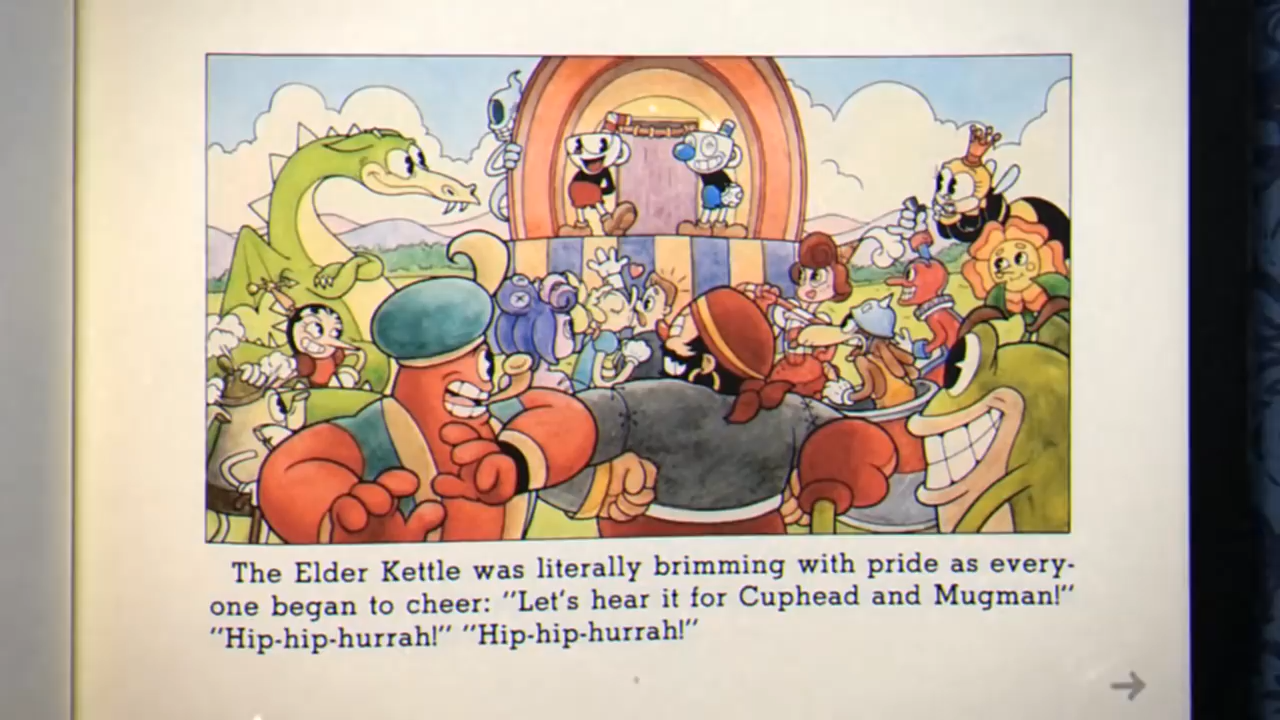 The Elder Kettle was literally brimming with pride as every-
one began to cheer: "Let's hear it for Cuphead and Mugman!"
"Hip-hip-hurrah!" "Hip-hip-hurrah!"